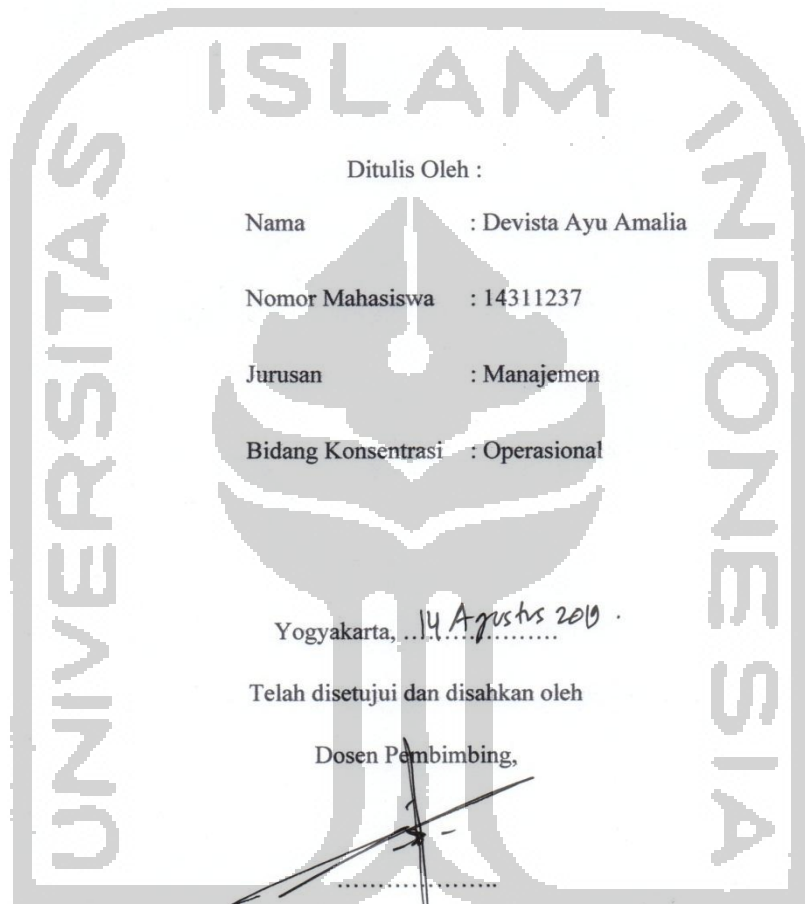 ISLAM
UNIVERSITAS
INDONESIA
Ditulis Oleh :
Nama : Devista Ayu Amalia
Nomor Mahasiswa : 14311237
Jurusan : Manajemen
Bidang Konsentrasi : Operasional
Yogyakarta, ..14 Agustus 2019.
Telah disetujui dan disahkan oleh
Dosen Pembimbing,
....................